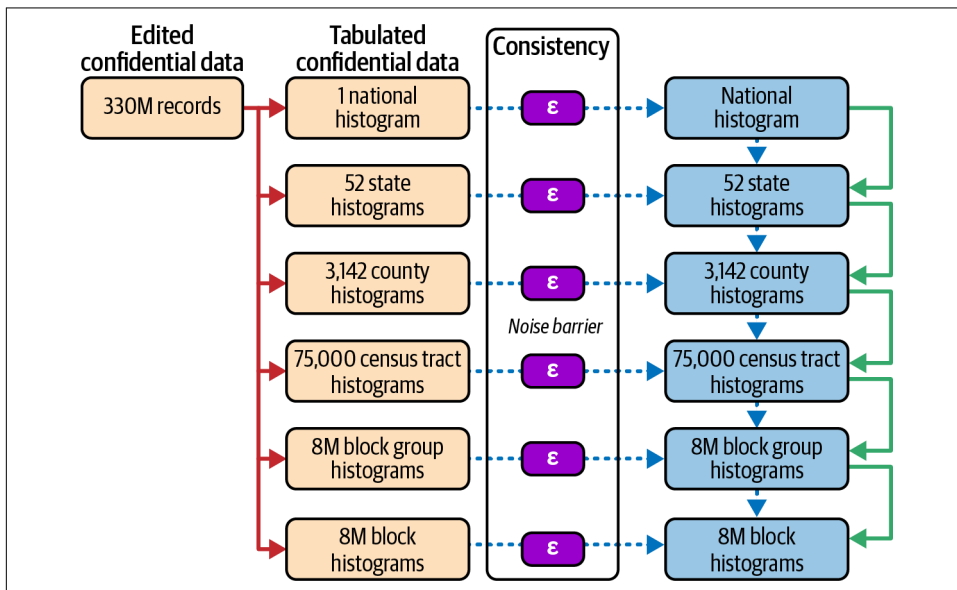 Edited
confidential data
Tabulated
confidential data
Consistency
330M records
1 national
histogram
ε
National
histogram
52 state
histograms
ε
52 state
histograms
3,142 county
histograms
ε
3,142 county
histograms
Noise barrier
75,000 census tract
histograms
ε
75,000 census tract
histograms
8M block group
histograms
ε
8M block group
histograms
8M block
histograms
ε
8M block
histograms